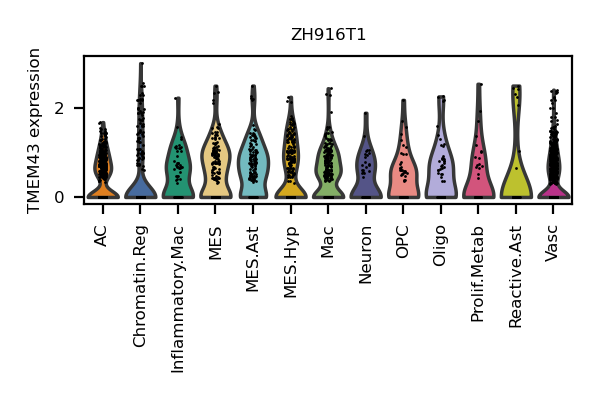 ZH916T1
TMEM43 expression
2
0
AC
Chromatin.Reg
Inflammatory.Mac
MES
MES.Ast
MES.Hyp
Mac
Neuron
OPC
Oligo
Prolif.Metab
Reactive.Ast
Vasc